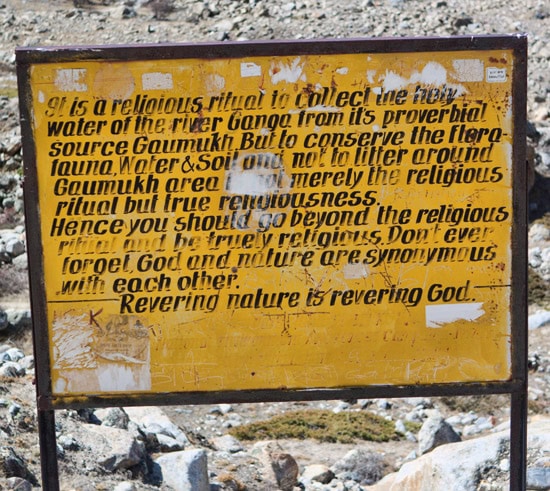 It is a religious ritual to collect the holy
water of the river Ganga from it's proverbial
source Gaumukh. But to conserve the flora-
fauna, Water & Soil and not to litter around
Gaumukh area merely the religious
ritual but true religiousness.
Hence you should go beyond the religious
ritual and be truely religious. Don't ever
forget, God and nature are synonymous
with each other.
Revering nature is revering God.
K